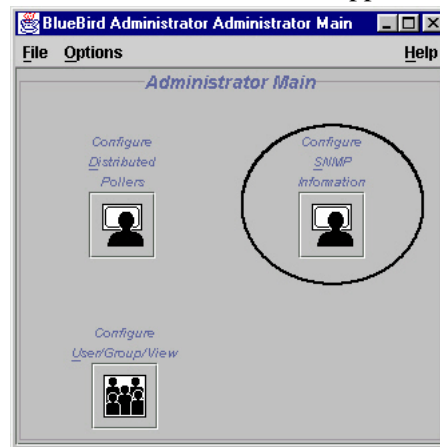 BlueBird Administrator Administrator Main
File Options Help
Administrator Main
Configure
Distributed
Pollers
Configure
SNMP
Information
Configure
User/Group/View